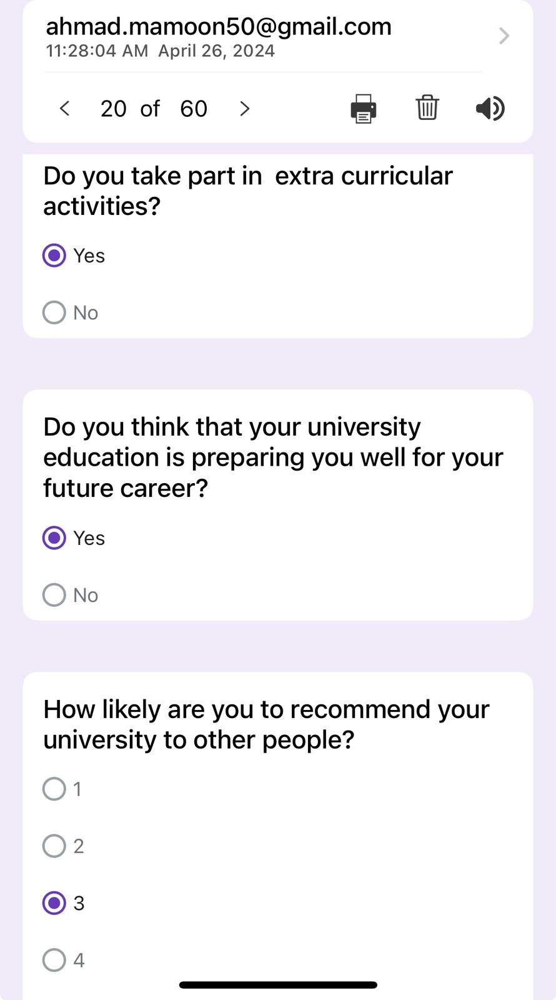 ahmad.mamoon50@gmail.com
11:28:04 AM April 26, 2024
20 of 60
Do you take part in extra curricular
activities?
Yes
No
Do you think that your university
education is preparing you well for your
future career?
Yes
No
How likely are you to recommend your
university to other people?
1
2
3
4